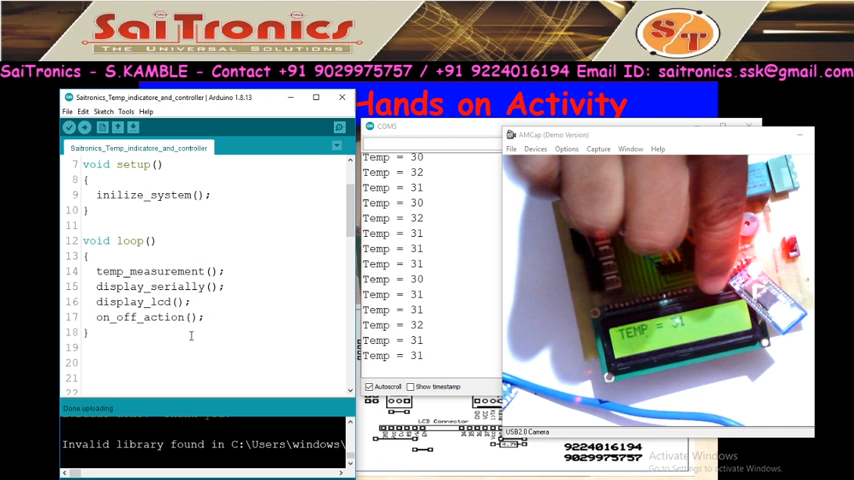 SaiTronics
THE UNIVERSAL SOLUTIONS
ST
SaiTronics - S.KAMBLE - Contact +91 9029975757 / +91 9224016194 Email ID: saitronics.ssk@gmail.com
Hands on Activity
Saitronics_Temp_indicatore_and_controller | Arduino 1.8.13
File Edit Sketch Tools Help
Saitronics_Temp_indicatore_and_controller
7 void setup()
8 {
9 inilize_system();
10 }
11
12 void loop()
13 {
14 temp_measurement();
15 display_serially();
16 display_lcd();
17 on_off_action();
18 }
19
20
21
22
Done uploading.
Invalid library found in C:\Users\windows\
COM5
Temp = 30
Temp = 32
Temp = 31
Temp = 30
Temp = 32
Temp = 31
Temp = 31
Temp = 31
Temp = 30
Temp = 31
Temp = 31
Temp = 32
Temp = 31
Temp = 31
Autoscroll Show timestamp
LCD Connector
AMCap (Demo Version)
File Devices Options Capture Window Help
TEMP = 31
USB2.0 Camera
9224016194
9029975757
Activate Windows
Go to Settings to activate Windows.